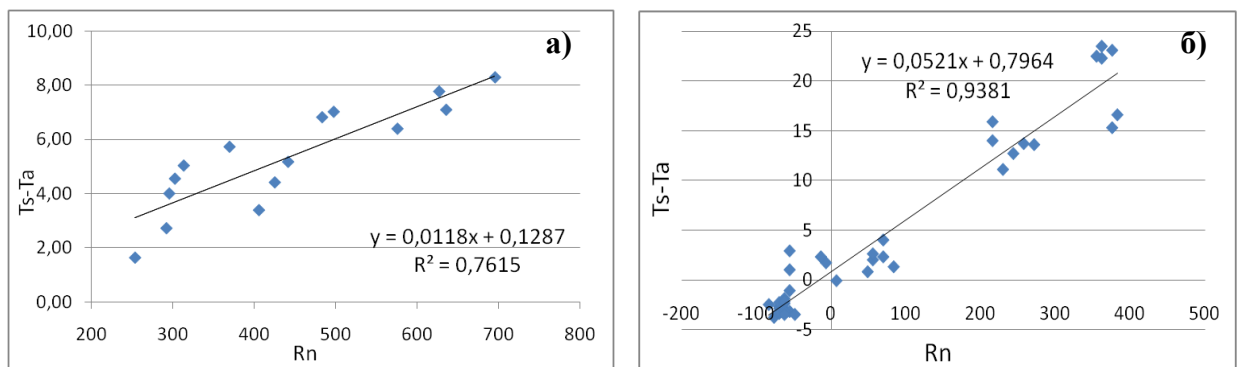 а)
10,00
8,00
6,00
4,00
2,00
0,00
Ts-Ta
y = 0,0118x + 0,1287
R² = 0,7615
200 300 400 500 600 700 800
Rn
б)
25
20
15
10
5
0
-5
Ts-Ta
y = 0,0521x + 0,7964
R² = 0,9381
-200 -100 0 100 200 300 400 500
Rn